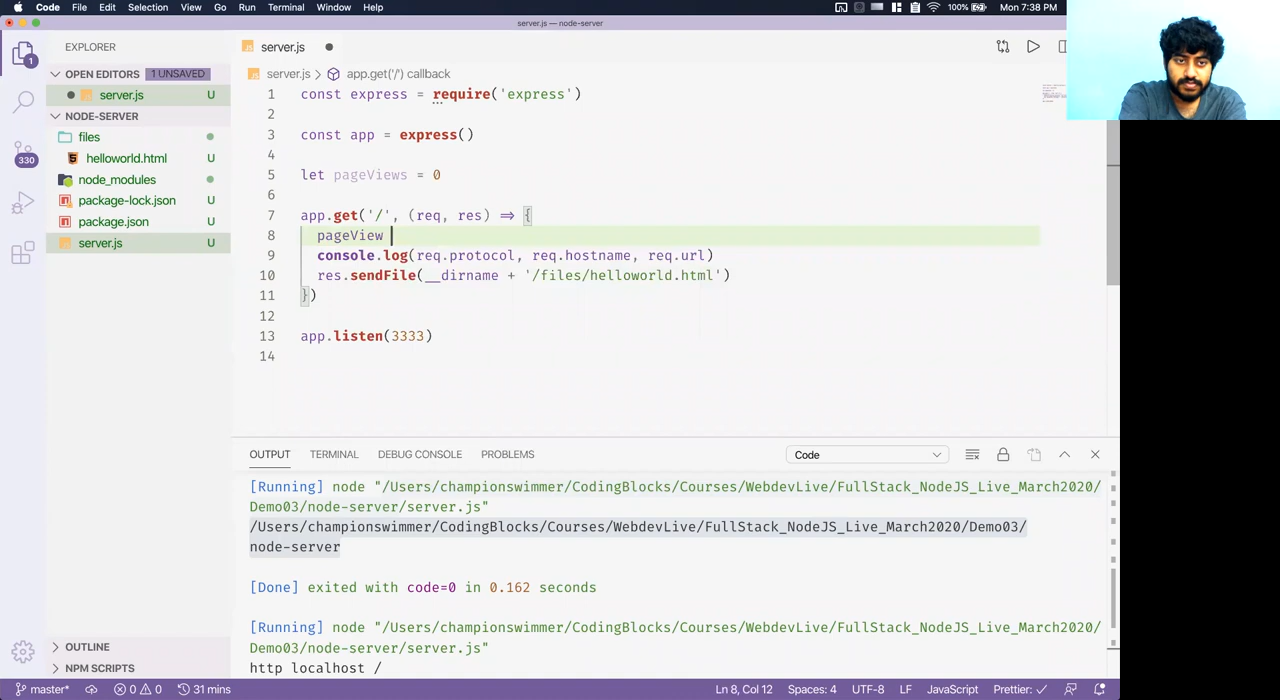 Code File Edit Selection View Go Run Terminal Window Help 100% Mon 7:38 PM
server.js — node-server
EXPLORER
server.js
OPEN EDITORS 1 UNSAVED
server.js > app.get('/') callback
server.js U
NODE-SERVER
files
helloworld.html U
node_modules
package-lock.json U
package.json U
server.js U
1 const express = require('express')
2
3 const app = express()
4
5 let pageViews = 0
6
7 app.get('/', (req, res) => {
8 pageView
9 console.log(req.protocol, req.hostname, req.url)
10 res.sendFile(__dirname + '/files/helloworld.html')
11 })
12
13 app.listen(3333)
14
1
330
OUTPUT TERMINAL DEBUG CONSOLE PROBLEMS Code
[Running] node "/Users/championswimmer/CodingBlocks/Courses/WebdevLive/FullStack_NodeJS_Live_March2020/
Demo03/node-server/server.js"
/Users/championswimmer/CodingBlocks/Courses/WebdevLive/FullStack_NodeJS_Live_March2020/Demo03/
node-server
[Done] exited with code=0 in 0.162 seconds
[Running] node "/Users/championswimmer/CodingBlocks/Courses/WebdevLive/FullStack_NodeJS_Live_March2020/
Demo03/node-server/server.js"
http localhost /
OUTLINE
NPM SCRIPTS
master* 0 0 31 mins Ln 8, Col 12 Spaces: 4 UTF-8 LF JavaScript Prettier: ✓